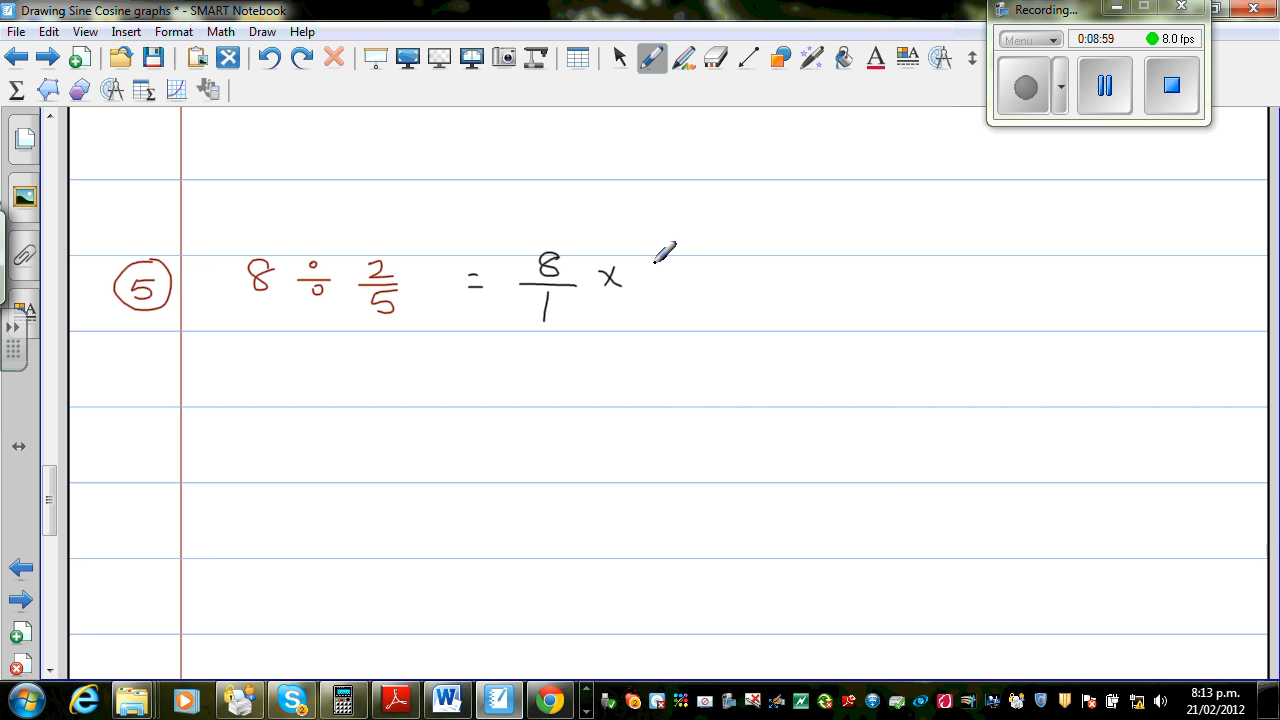 Drawing Sine Cosine graphs * - SMART Notebook
Recording...
File Edit View Insert Format Math Draw Help
Menu 0:08:59 8.0 fps
5 8 ÷ 2/5 = 8/1 x
8:13 p.m.
21/02/2012